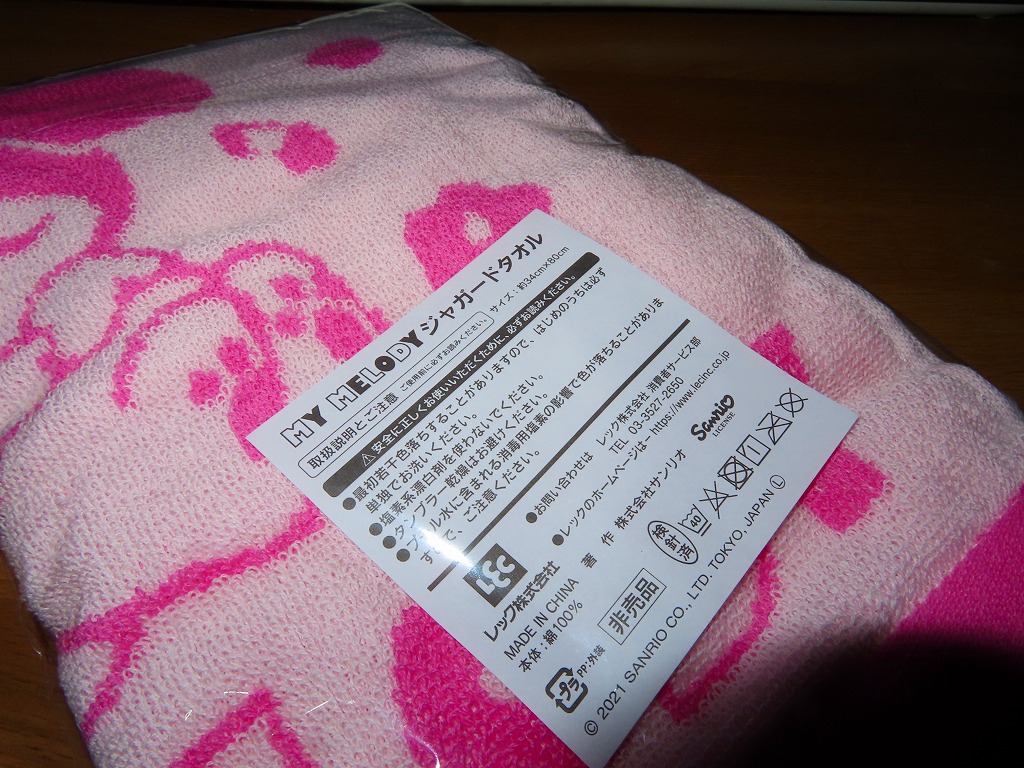 MY MELODY ジャガードタオル
取扱説明とご注意 ご使用前に必ずお読みください。 サイズ：約34cm×80cm
⚠安全に正しくお使いいただくために、必ずお読みください。
●最初若干色落ちすることがありますので、はじめのうちは必ず
単独でお洗いください。
●塩素系漂白剤を使わないでください。
●タンブラー乾燥はお避けください。
●プール水に含まれる消毒用塩素の影響で色が落ちることがありま
すので、ご注意ください。
LEC
レック株式会社
MADE IN CHINA
本体：綿100%
●お問い合わせは レック株式会社 消費者サービス部
TEL 03-3527-2650
●レックのホームページは－https://www.lecinc.co.jp
著 作 株式会社サンリオ
Sanrio
LICENSE
検針済
40
非売品
プラ
PP：外装
© 2021 SANRIO CO., LTD. TOKYO, JAPAN Ⓛ